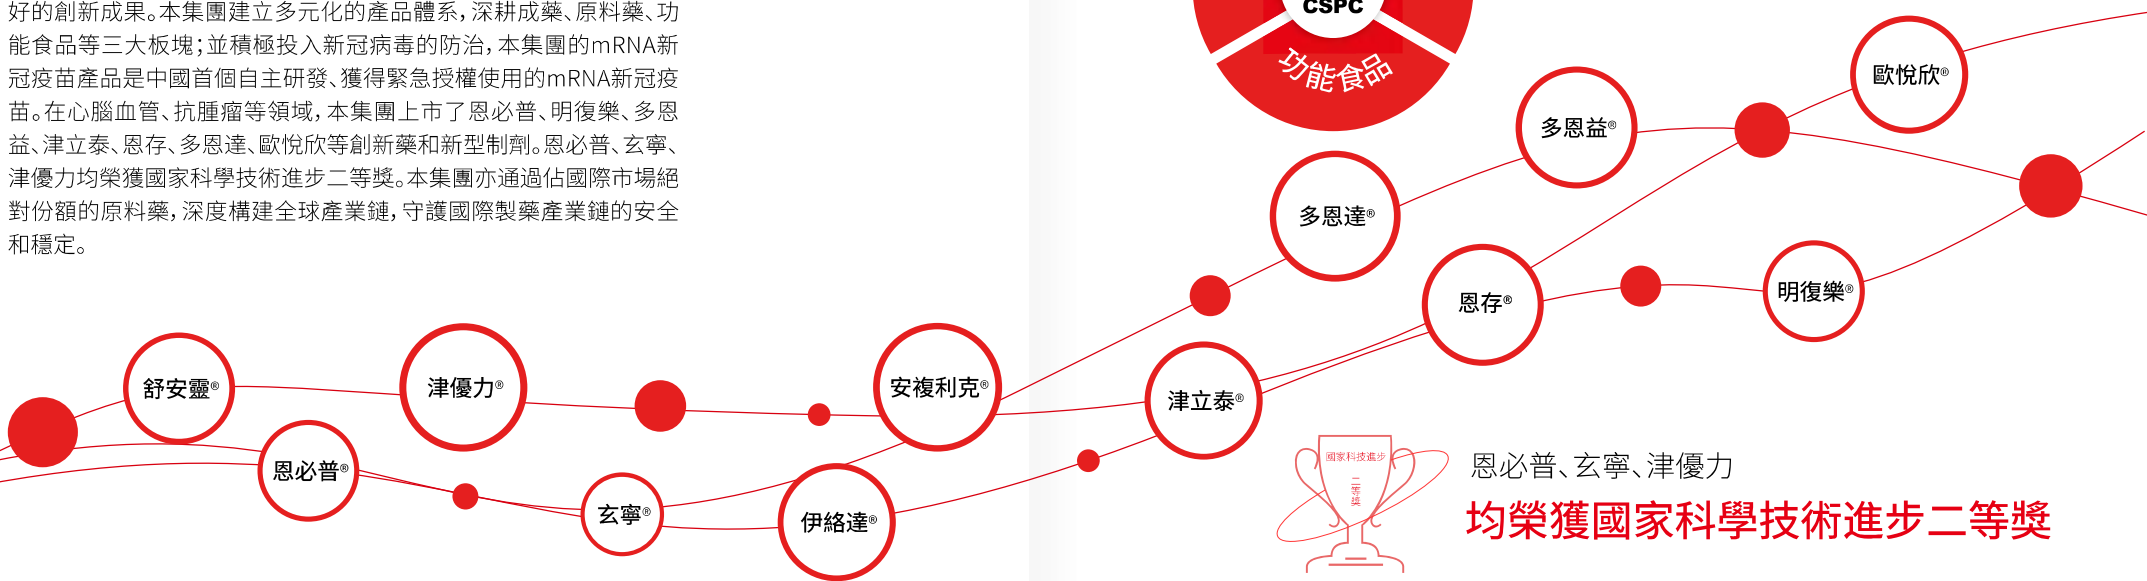 好的創新成果。本集團建立多元化的產品體系，深耕成藥、原料藥、功
能食品等三大板塊；並積極投入新冠病毒的防治，本集團的mRNA新
冠疫苗產品是中國首個自主研發、獲得緊急授權使用的mRNA新冠疫
苗。在心腦血管、抗腫瘤等領域，本集團上市了恩必普、明復樂、多恩
益、津立泰、恩存、多恩達、歐悅欣等創新藥和新型制劑。恩必普、玄寧、
津優力均榮獲國家科學技術進步二等獎。本集團亦通過佔國際市場絕
對份額的原料藥，深度構建全球產業鏈，守護國際製藥產業鏈的安全
和穩定。
CSPC
功能食品
歐悅欣®
多恩益®
多恩達®
恩存®
明復樂®
舒安靈®
津優力®
安複利克®
津立泰®
恩必普®
玄寧®
伊絡達®
國家科技進步
二等獎
恩必普、玄寧、津優力
均榮獲國家科學技術進步二等獎